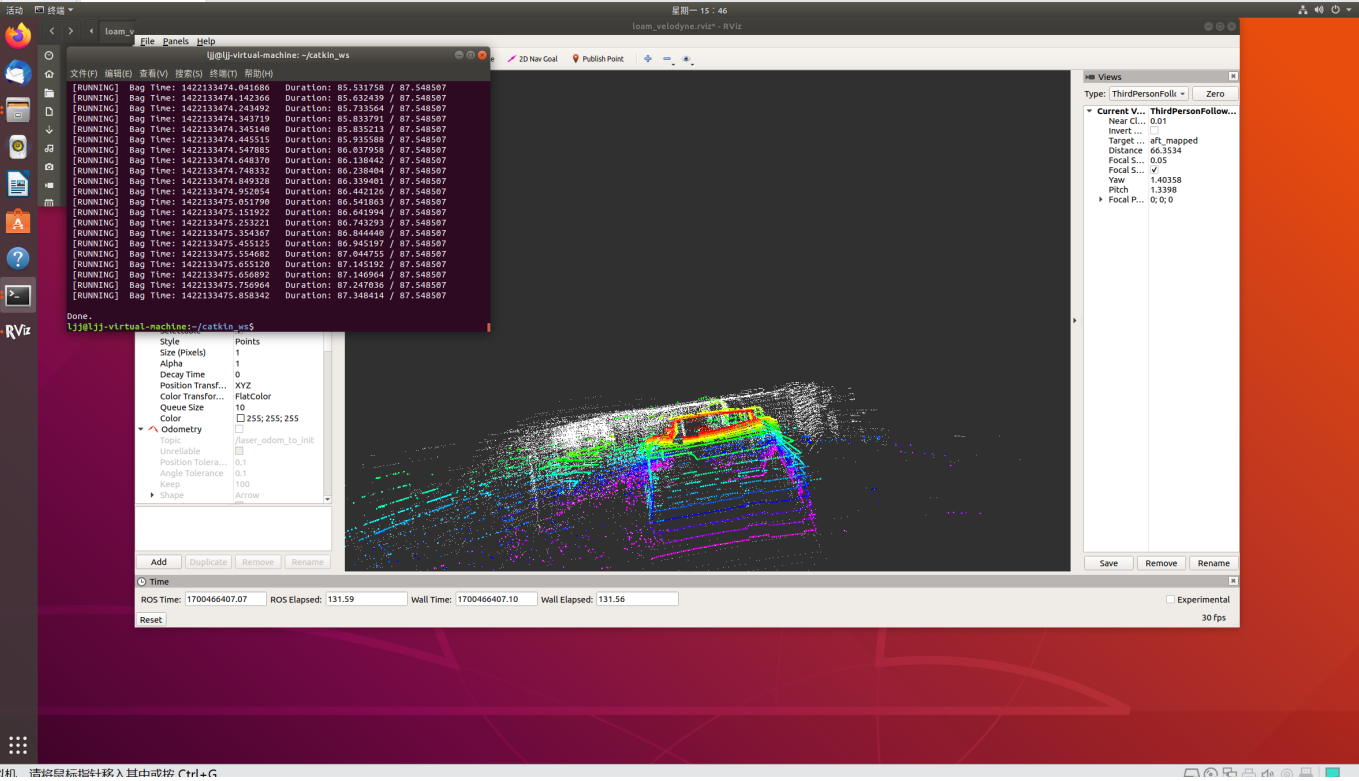 活动 终端 星期一 15：46
loam_velodyne.rviz* - RViz
loam_v
File Panels Help
ljj@ljj-virtual-machine: ~/catkin_ws
2D Nav Goal Publish Point
文件(F) 编辑(E) 查看(V) 搜索(S) 终端(T) 帮助(H)
[RUNNING] Bag Time: 1422133474.041686 Duration: 85.531758 / 87.548507
[RUNNING] Bag Time: 1422133474.142366 Duration: 85.632439 / 87.548507
[RUNNING] Bag Time: 1422133474.243492 Duration: 85.733564 / 87.548507
[RUNNING] Bag Time: 1422133474.343719 Duration: 85.833791 / 87.548507
[RUNNING] Bag Time: 1422133474.345140 Duration: 85.835213 / 87.548507
[RUNNING] Bag Time: 1422133474.445515 Duration: 85.935588 / 87.548507
[RUNNING] Bag Time: 1422133474.547885 Duration: 86.037958 / 87.548507
[RUNNING] Bag Time: 1422133474.648370 Duration: 86.138442 / 87.548507
[RUNNING] Bag Time: 1422133474.748332 Duration: 86.238404 / 87.548507
[RUNNING] Bag Time: 1422133474.849328 Duration: 86.339401 / 87.548507
[RUNNING] Bag Time: 1422133474.952054 Duration: 86.442126 / 87.548507
[RUNNING] Bag Time: 1422133475.051790 Duration: 86.541863 / 87.548507
[RUNNING] Bag Time: 1422133475.151922 Duration: 86.641994 / 87.548507
[RUNNING] Bag Time: 1422133475.253221 Duration: 86.743293 / 87.548507
[RUNNING] Bag Time: 1422133475.354367 Duration: 86.844440 / 87.548507
[RUNNING] Bag Time: 1422133475.455125 Duration: 86.945197 / 87.548507
[RUNNING] Bag Time: 1422133475.554682 Duration: 87.044755 / 87.548507
[RUNNING] Bag Time: 1422133475.655120 Duration: 87.145192 / 87.548507
[RUNNING] Bag Time: 1422133475.656892 Duration: 87.146964 / 87.548507
[RUNNING] Bag Time: 1422133475.756964 Duration: 87.247036 / 87.548507
[RUNNING] Bag Time: 1422133475.858342 Duration: 87.348414 / 87.548507
Done.
ljj@ljj-virtual-machine:~/catkin_ws$
RViz
Style Points
Size (Pixels) 1
Alpha 1
Decay Time 0
Position Transf... XYZ
Color Transfor... FlatColor
Queue Size 10
Color 255; 255; 255
Odometry
Topic /laser_odom_to_init
Unreliable
Position Tolera... 0.1
Angle Tolerance 0.1
Keep 100
Shape Arrow
Add Duplicate Remove Rename
Views
Type: ThirdPersonFoll Zero
Current V... ThirdPersonFollow...
Near Cl... 0.01
Invert ...
Target ... aft_mapped
Distance 66.3534
Focal S... 0.05
Focal S... ✓
Yaw 1.40358
Pitch 1.3398
Focal P... 0; 0; 0
Save Remove Rename
Time
ROS Time: 1700466407.07 ROS Elapsed: 131.59 Wall Time: 1700466407.10 Wall Elapsed: 131.56 Experimental
Reset 30 fps
请将鼠标指针移入其中或按 Ctrl+G